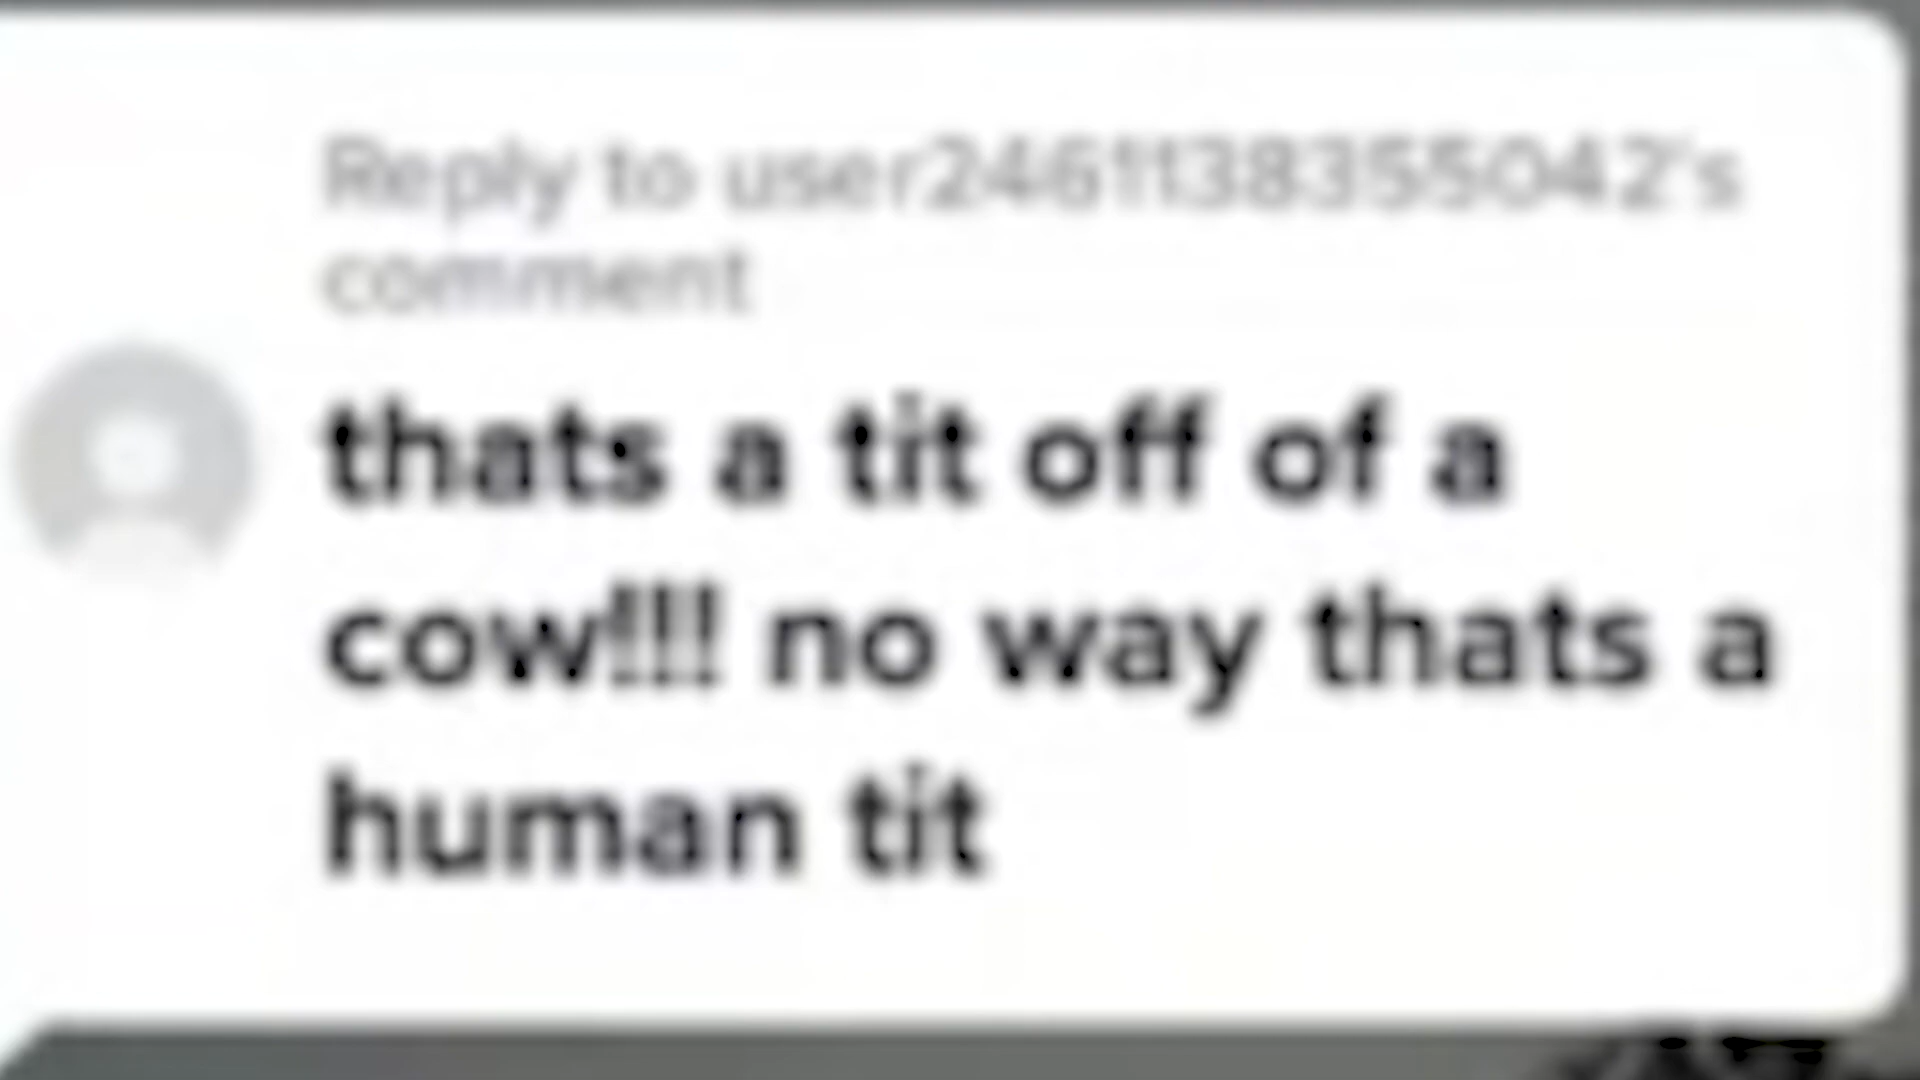 Reply to user2461138355042's
comment
thats a tit off of a
cow!!! no way thats a
human tit